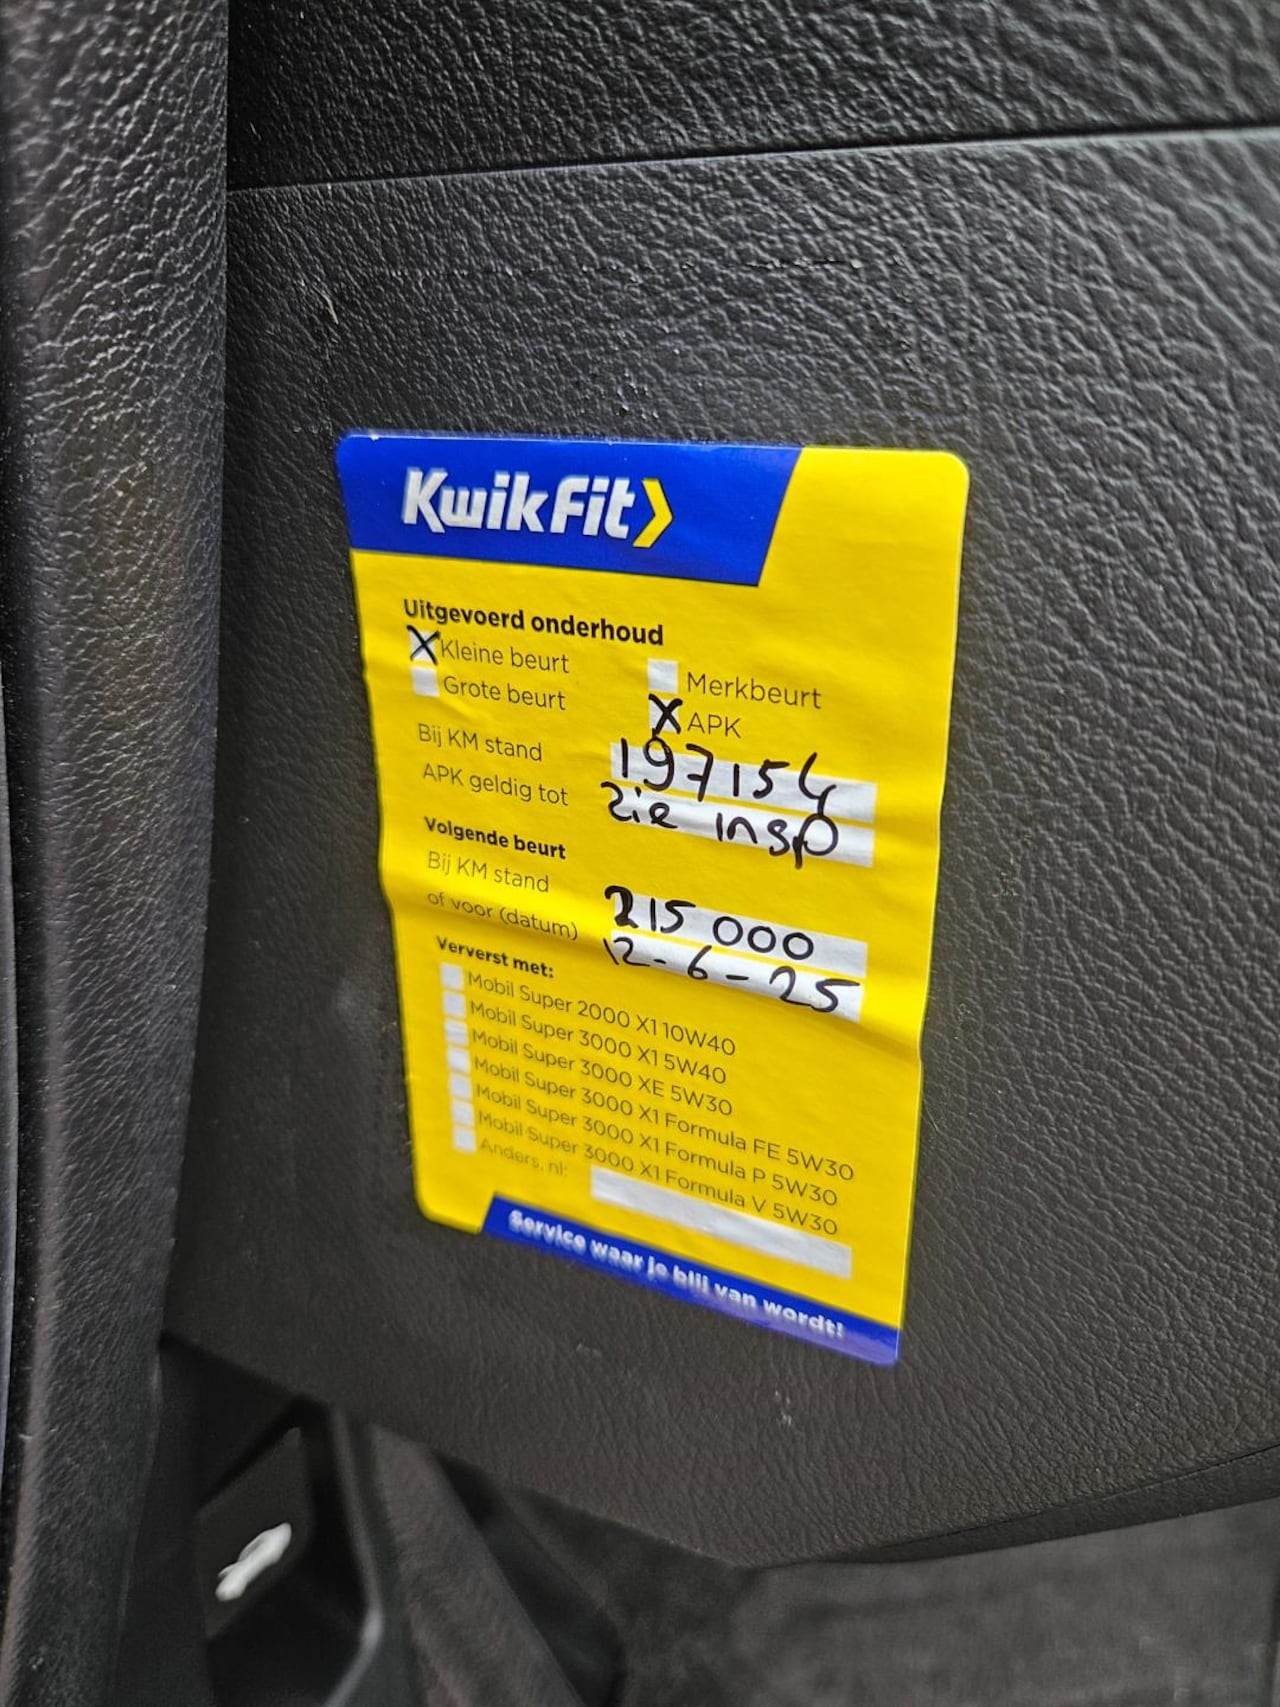 KwikFit
Uitgevoerd onderhoud
X Kleine beurt
Merkbeurt
Grote beurt
X APK
Bij KM stand 197154
APK geldig tot zie insp
Volgende beurt
Bij KM stand 215 000
of voor (datum) 12-6-25
Ververst met:
Mobil Super 2000 X1 10W40
Mobil Super 3000 X1 5W40
Mobil Super 3000 XE 5W30
Mobil Super 3000 X1 Formula FE 5W30
Mobil Super 3000 X1 Formula P 5W30
Mobil Super 3000 X1 Formula V 5W30
Anders, nl:
Service waar je blij van wordt!